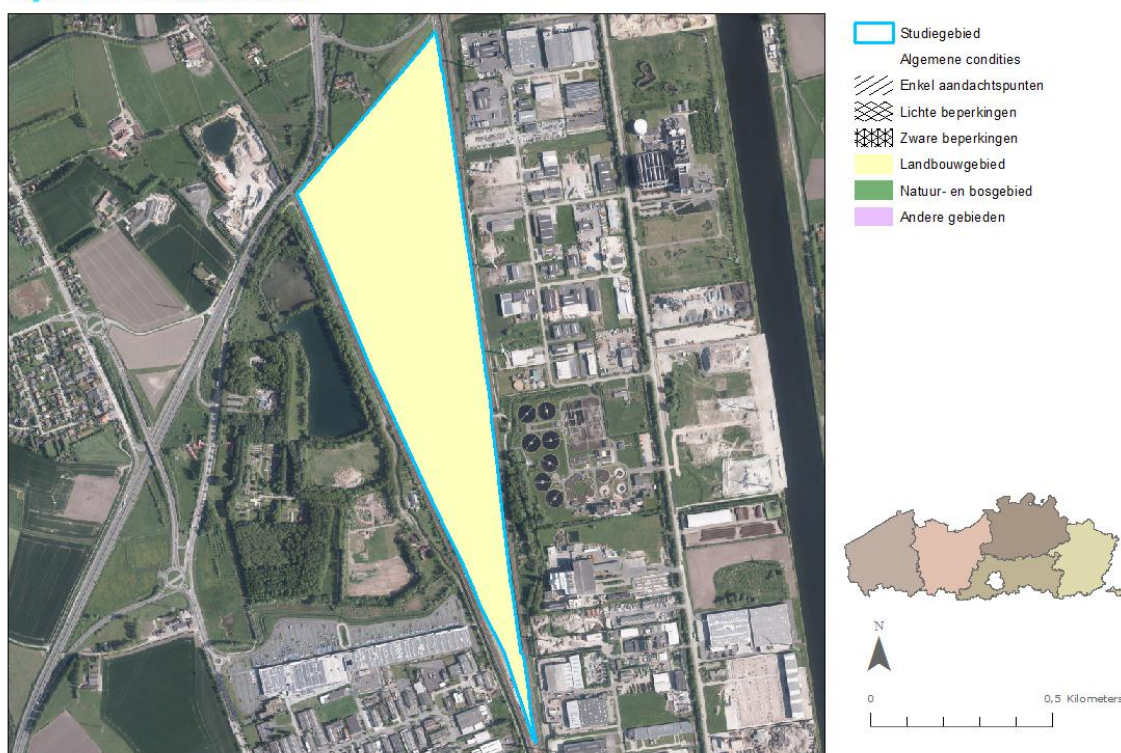 Studiegebied
Algemene condities
Enkel aandachtspunten
Lichte beperkingen
Zware beperkingen
Landbouwgebied
Natuur- en bosgebied
Andere gebieden
N
0 0,5 Kilometers